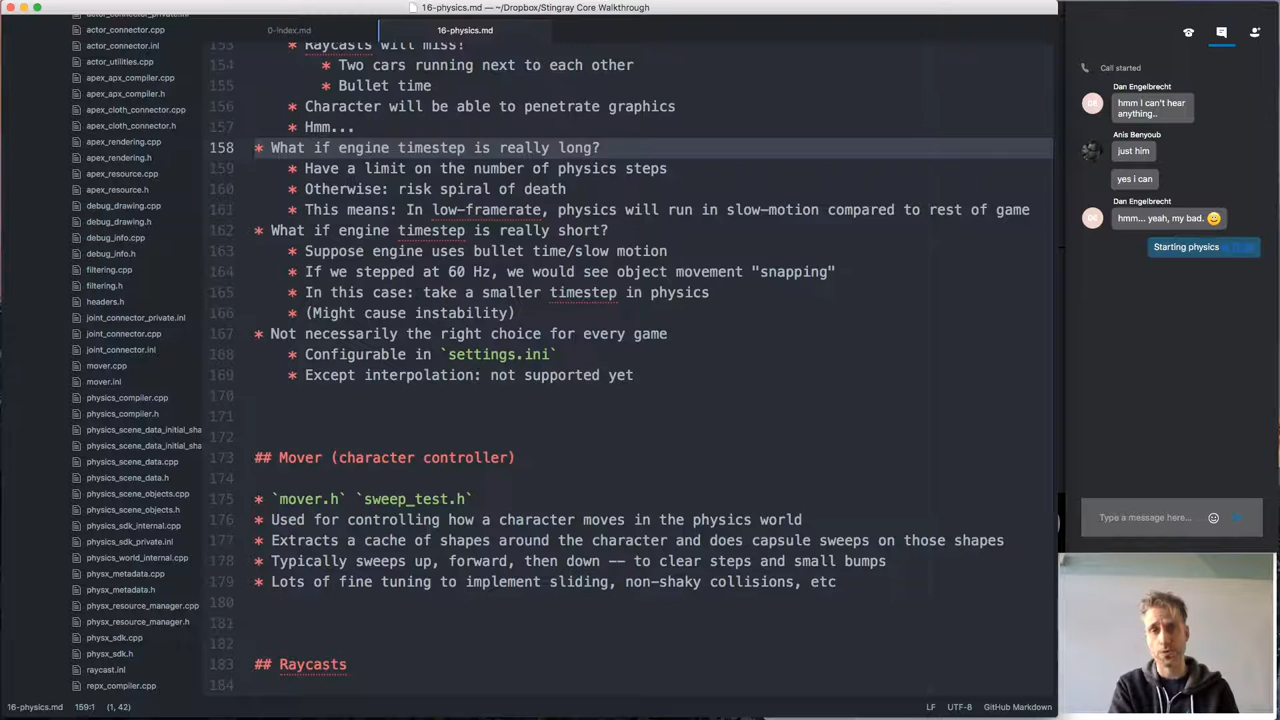 16-physics.md — ~/Dropbox/Stingray Core Walkthrough
0-index.md
16-physics.md
actor_connector_private.inl
actor_connector.cpp
actor_connector.inl
actor_utilities.cpp
apex_apx_compiler.cpp
apex_apx_compiler.h
apex_cloth_connector.cpp
apex_cloth_connector.h
apex_rendering.cpp
apex_rendering.h
apex_resource.cpp
apex_resource.h
debug_drawing.cpp
debug_drawing.h
debug_info.cpp
debug_info.h
filtering.cpp
filtering.h
headers.h
joint_connector_private.inl
joint_connector.cpp
joint_connector.inl
mover.cpp
mover.inl
physics_compiler.cpp
physics_compiler.h
physics_scene_data_initial_sha
physics_scene_data_initial_sha
physics_scene_data.cpp
physics_scene_data.h
physics_scene_objects.cpp
physics_scene_objects.h
physics_sdk_internal.cpp
physics_sdk_private.inl
physics_world_internal.cpp
physx_metadata.cpp
physx_metadata.h
physx_resource_manager.cpp
physx_resource_manager.h
physx_sdk.cpp
physx_sdk.h
raycast.inl
repx_compiler.cpp
153 * Raycasts will miss!
154 * Two cars running next to each other
155 * Bullet time
156 * Character will be able to penetrate graphics
157 * Hmm...
158 * What if engine timestep is really long?
159 * Have a limit on the number of physics steps
160 * Otherwise: risk spiral of death
161 * This means: In low-framerate, physics will run in slow-motion compared to rest of game
162 * What if engine timestep is really short?
163 * Suppose engine uses bullet time/slow motion
164 * If we stepped at 60 Hz, we would see object movement "snapping"
165 * In this case: take a smaller timestep in physics
166 * (Might cause instability)
167 * Not necessarily the right choice for every game
168 * Configurable in `settings.ini`
169 * Except interpolation: not supported yet
170
171
172
173 ## Mover (character controller)
174
175 * `mover.h` `sweep_test.h`
176 * Used for controlling how a character moves in the physics world
177 * Extracts a cache of shapes around the character and does capsule sweeps on those shapes
178 * Typically sweeps up, forward, then down -- to clear steps and small bumps
179 * Lots of fine tuning to implement sliding, non-shaky collisions, etc
180
181
182
183 ## Raycasts
184
16-physics.md 159:1 (1, 42)
LF UTF-8 GitHub Markdown
Call started
Dan Engelbrecht
DE
hmm I can't hear
anything..
Anis Benyoub
just him
yes i can
Dan Engelbrecht
DE
hmm... yeah, my bad.
Starting physics
Type a message here...